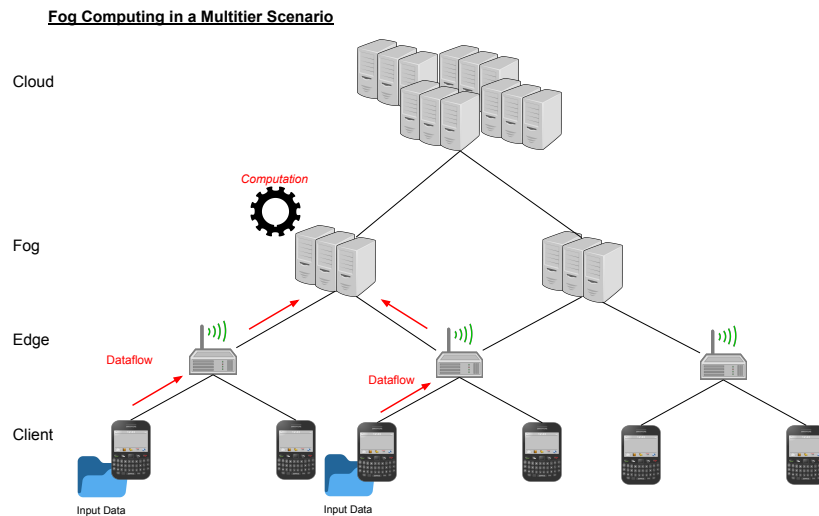 Fog Computing in a Multitier Scenario
Cloud
Computation
Fog
Edge
Dataflow
Dataflow
Client
Input Data
Input Data